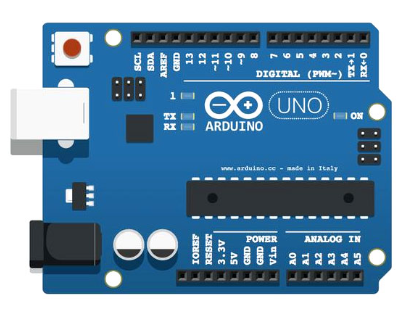 SCL
SDA
AREF
GND
13
12
~11
~10
~9
8
7
6
5
4
3
2
TX→1
RX←0
DIGITAL (PWM~)
1
TX
RX
UNO
ON
ARDUINO
www.arduino.cc - made in Italy
IOREF
RESET
3.3V
5V
GND
GND
Vin
POWER
ANALOG IN
A0
A1
A2
A3
A4
A5